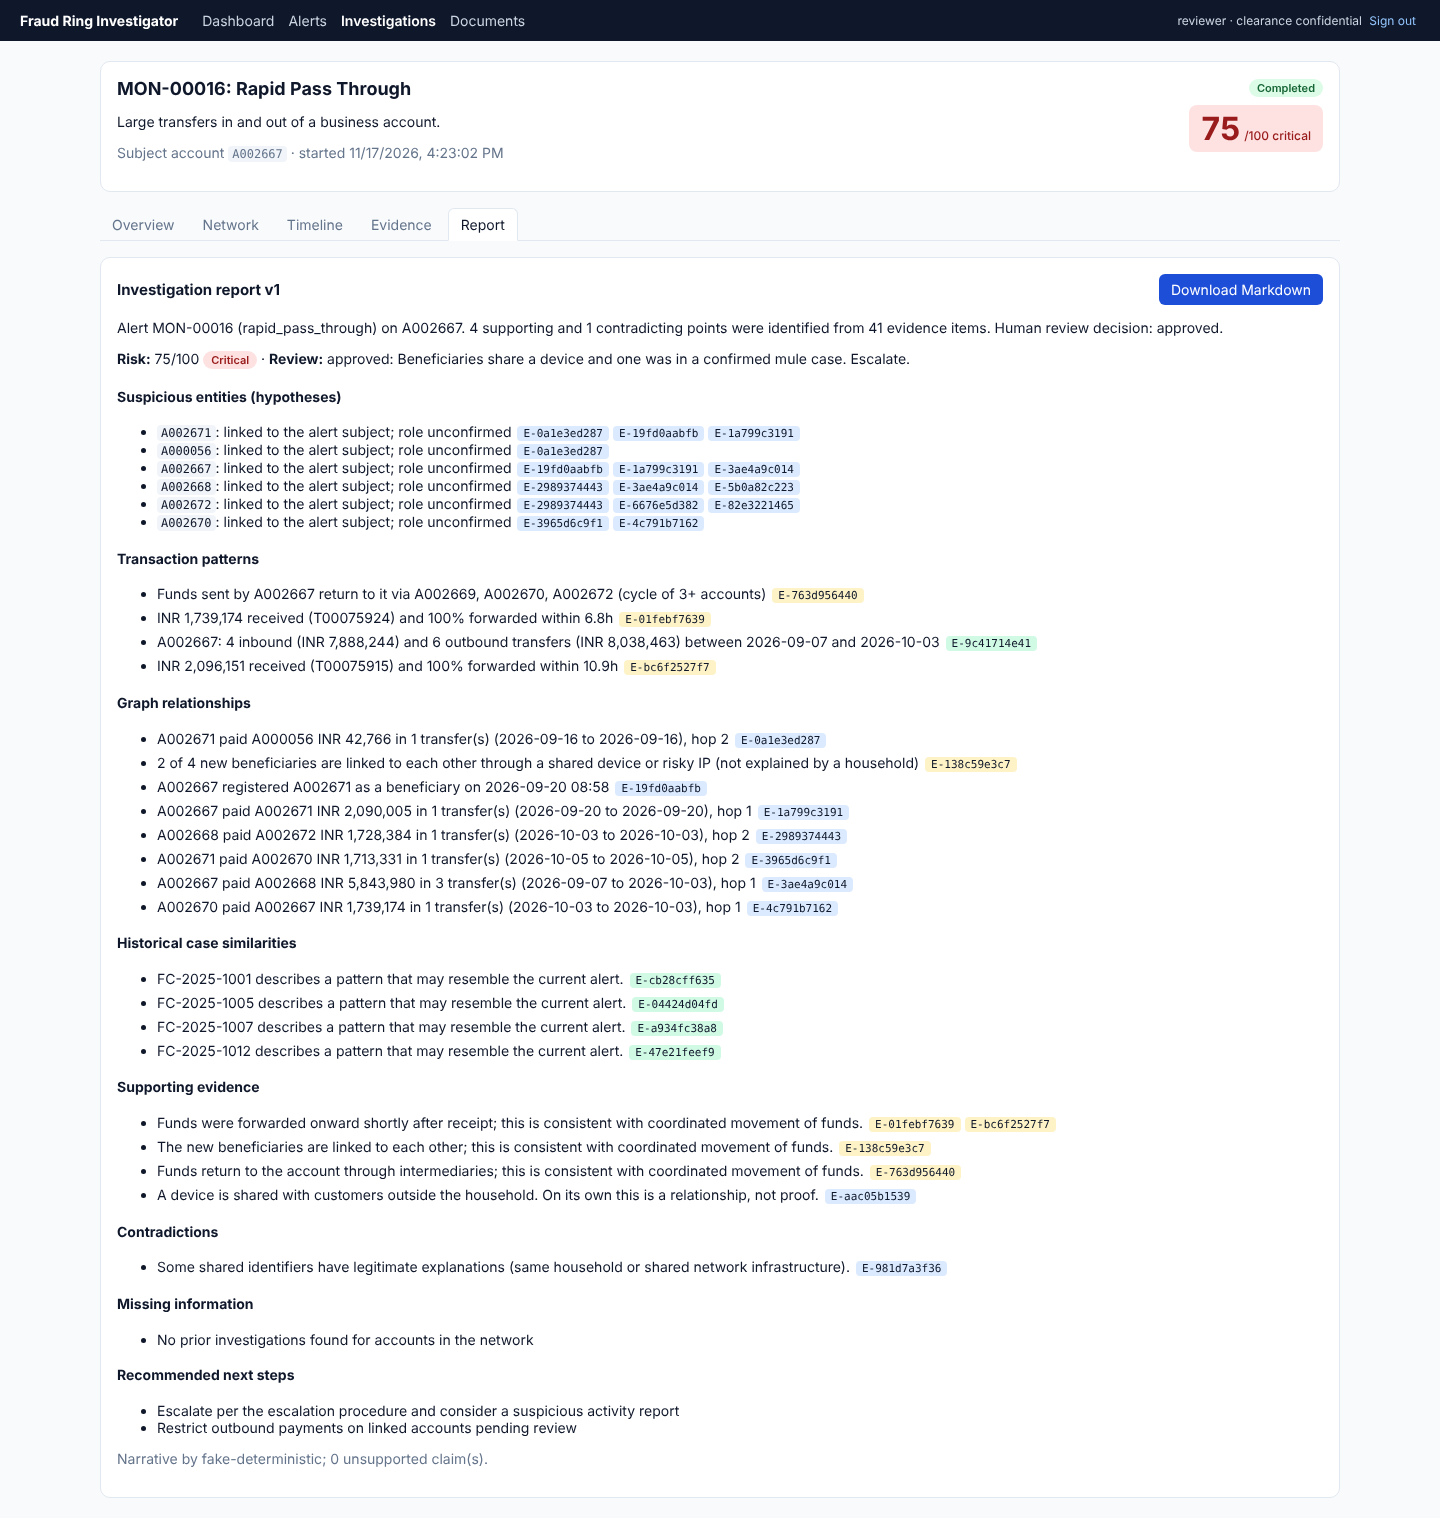 Fraud Ring Investigator Dashboard Alerts Investigations Documents reviewer · clearance confidential Sign out
MON-00016: Rapid Pass Through
Completed
Large transfers in and out of a business account.
75 /100 critical
Subject account A002667 · started 11/17/2026, 4:23:02 PM
Overview Network Timeline Evidence Report
Investigation report v1
Download Markdown
Alert MON-00016 (rapid_pass_through) on A002667. 4 supporting and 1 contradicting points were identified from 41 evidence items. Human review decision: approved.
Risk: 75/100 Critical · Review: approved: Beneficiaries share a device and one was in a confirmed mule case. Escalate.
Suspicious entities (hypotheses)
• A002671: linked to the alert subject; role unconfirmed E-0a1e3ed287 E-19fd0aabfb E-1a799c3191
• A000056: linked to the alert subject; role unconfirmed E-0a1e3ed287
• A002667: linked to the alert subject; role unconfirmed E-19fd0aabfb E-1a799c3191 E-3ae4a9c014
• A002668: linked to the alert subject; role unconfirmed E-2989374443 E-3ae4a9c014 E-5b0a82c223
• A002672: linked to the alert subject; role unconfirmed E-2989374443 E-6676e5d382 E-82e3221465
• A002670: linked to the alert subject; role unconfirmed E-3965d6c9f1 E-4c791b7162
Transaction patterns
• Funds sent by A002667 return to it via A002669, A002670, A002672 (cycle of 3+ accounts) E-763d956440
• INR 1,739,174 received (T00075924) and 100% forwarded within 6.8h E-01febf7639
• A002667: 4 inbound (INR 7,888,244) and 6 outbound transfers (INR 8,038,463) between 2026-09-07 and 2026-10-03 E-9c41714e41
• INR 2,096,151 received (T00075915) and 100% forwarded within 10.9h E-bc6f2527f7
Graph relationships
• A002671 paid A000056 INR 42,766 in 1 transfer(s) (2026-09-16 to 2026-09-16), hop 2 E-0a1e3ed287
• 2 of 4 new beneficiaries are linked to each other through a shared device or risky IP (not explained by a household) E-138c59e3c7
• A002667 registered A002671 as a beneficiary on 2026-09-20 08:58 E-19fd0aabfb
• A002667 paid A002671 INR 2,090,005 in 1 transfer(s) (2026-09-20 to 2026-09-20), hop 1 E-1a799c3191
• A002668 paid A002672 INR 1,728,384 in 1 transfer(s) (2026-10-03 to 2026-10-03), hop 2 E-2989374443
• A002671 paid A002670 INR 1,713,331 in 1 transfer(s) (2026-10-05 to 2026-10-05), hop 2 E-3965d6c9f1
• A002667 paid A002668 INR 5,843,980 in 3 transfer(s) (2026-09-07 to 2026-10-03), hop 1 E-3ae4a9c014
• A002670 paid A002667 INR 1,739,174 in 1 transfer(s) (2026-10-03 to 2026-10-03), hop 1 E-4c791b7162
Historical case similarities
• FC-2025-1001 describes a pattern that may resemble the current alert. E-cb28cff635
• FC-2025-1005 describes a pattern that may resemble the current alert. E-04424d04fd
• FC-2025-1007 describes a pattern that may resemble the current alert. E-a934fc38a8
• FC-2025-1012 describes a pattern that may resemble the current alert. E-47e21feef9
Supporting evidence
• Funds were forwarded onward shortly after receipt; this is consistent with coordinated movement of funds. E-01febf7639 E-bc6f2527f7
• The new beneficiaries are linked to each other; this is consistent with coordinated movement of funds. E-138c59e3c7
• Funds return to the account through intermediaries; this is consistent with coordinated movement of funds. E-763d956440
• A device is shared with customers outside the household. On its own this is a relationship, not proof. E-aac05b1539
Contradictions
• Some shared identifiers have legitimate explanations (same household or shared network infrastructure). E-981d7a3f36
Missing information
• No prior investigations found for accounts in the network
Recommended next steps
• Escalate per the escalation procedure and consider a suspicious activity report
• Restrict outbound payments on linked accounts pending review
Narrative by fake-deterministic; 0 unsupported claim(s).